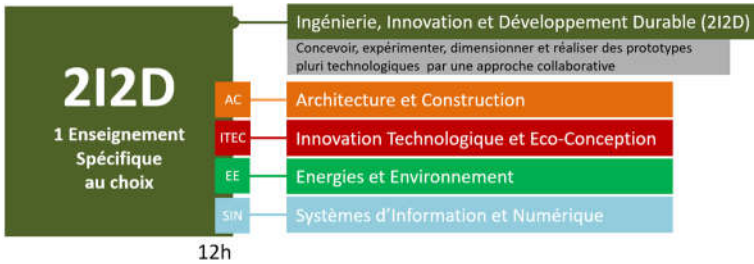 Ingénierie, Innovation et Développement Durable (2I2D)
Concevoir, expérimenter, dimensionner et réaliser des prototypes
pluri technologiques par une approche collaborative
2I2D
1 Enseignement
Spécifique
au choix
AC
Architecture et Construction
ITEC
Innovation Technologique et Eco-Conception
EE
Energies et Environnement
SIN
Systèmes d'Information et Numérique
12h